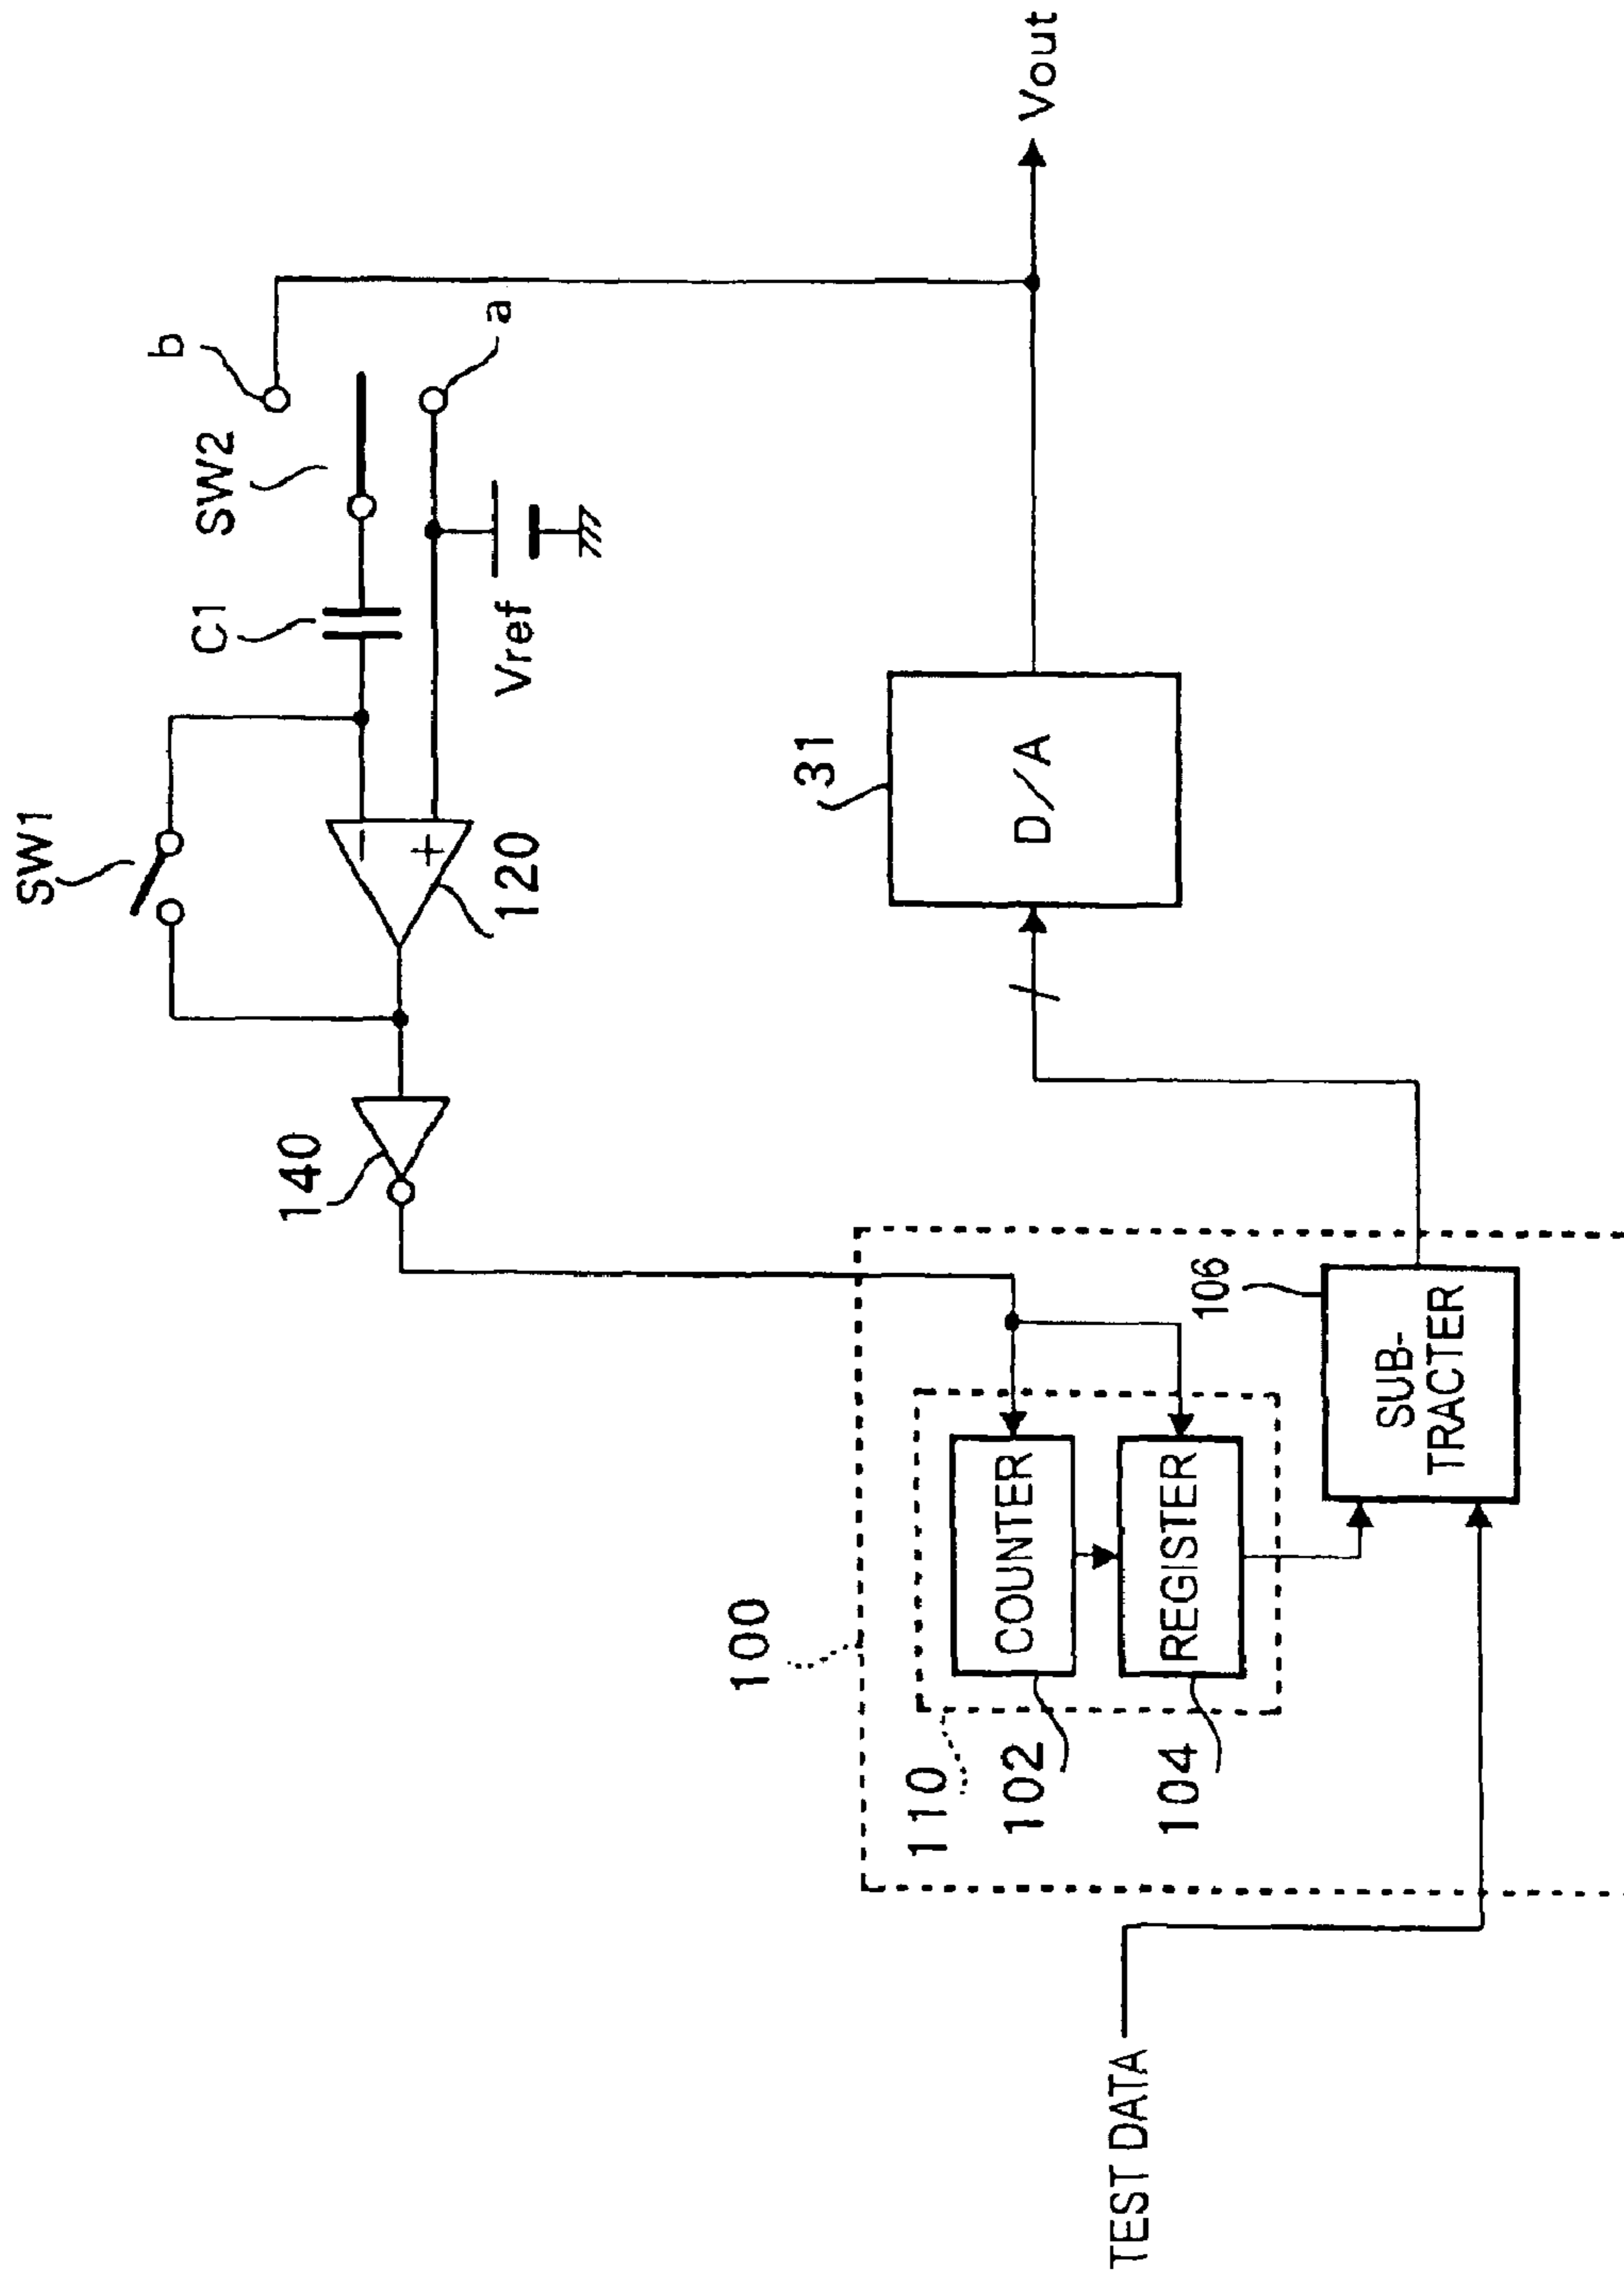 SW1
C1
SW2
b
−
+
120
Vref
a
140
31
D/A
Vout
100
110
COUNTER
102
REGISTER
104
106
SUB-
TRACTER
TEST DATA